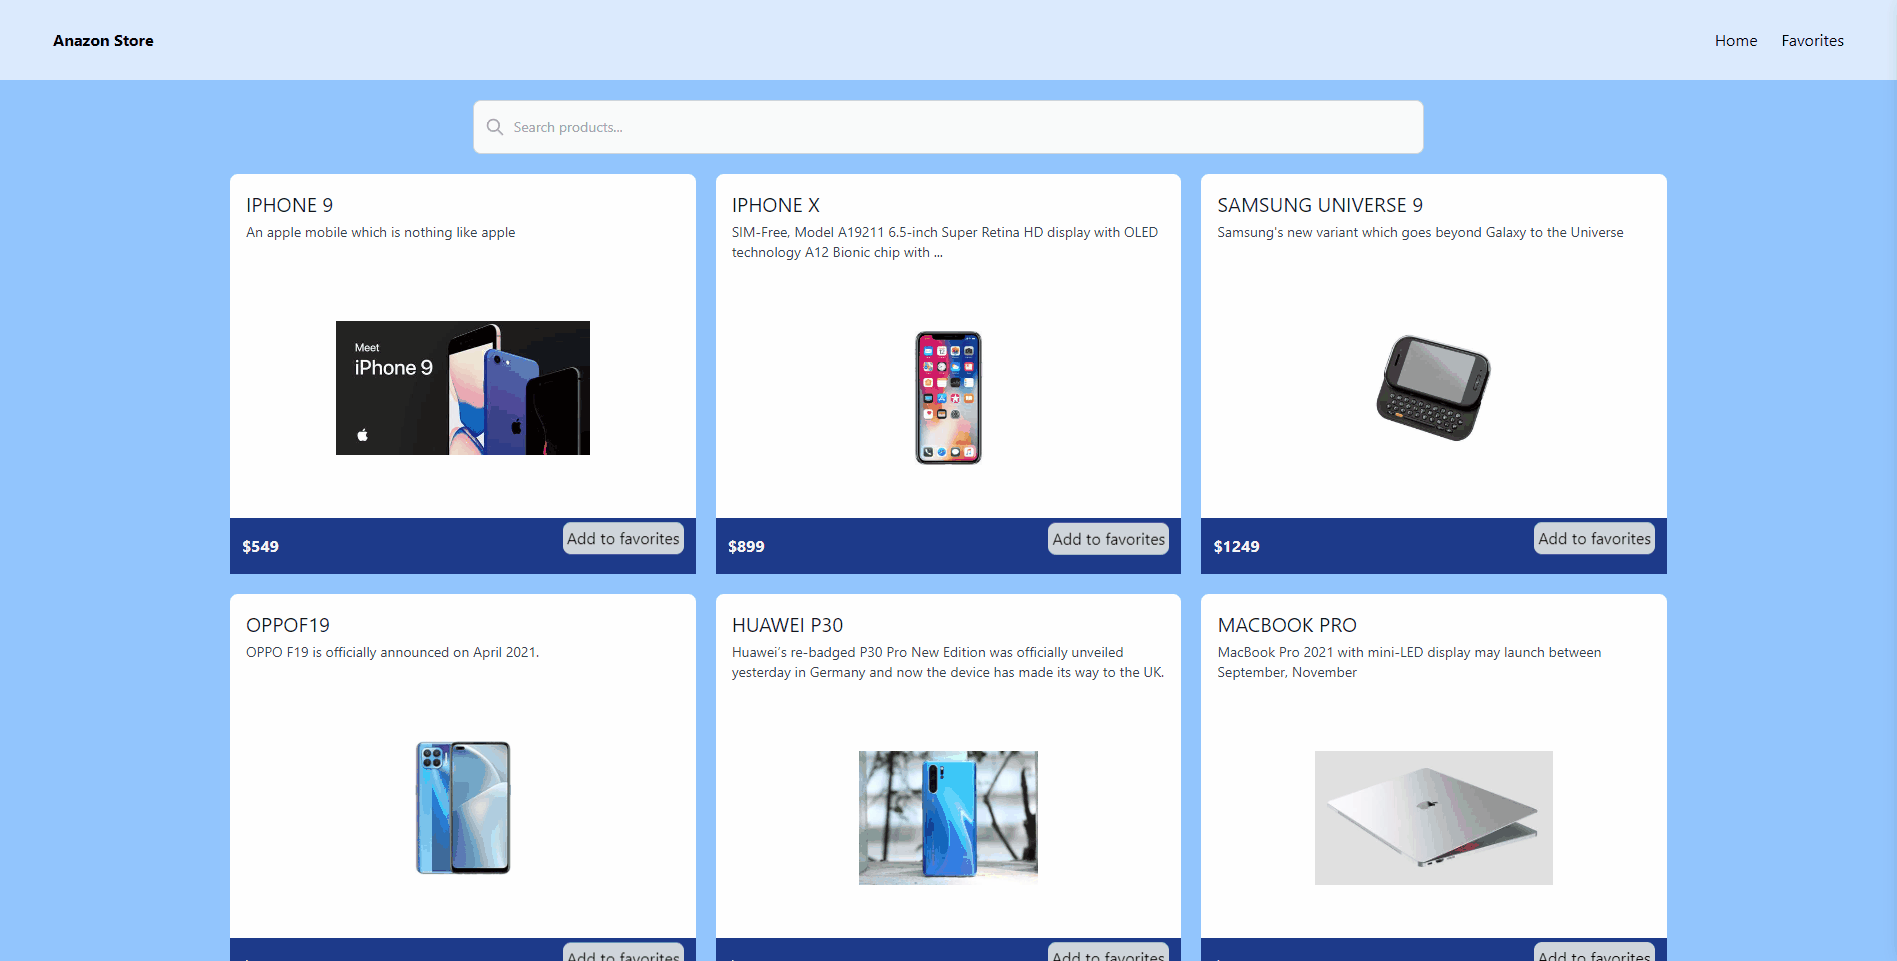 Anazon Store
Home
Favorites
Search products...
IPHONE 9
An apple mobile which is nothing like apple
Meet
iPhone 9
$549
Add to favorites
IPHONE X
SIM-Free, Model A19211 6.5-inch Super Retina HD display with OLED
technology A12 Bionic chip with ...
$899
Add to favorites
SAMSUNG UNIVERSE 9
Samsung's new variant which goes beyond Galaxy to the Universe
$1249
Add to favorites
OPPOF19
OPPO F19 is officially announced on April 2021.
Add to favorites
HUAWEI P30
Huawei's re-badged P30 Pro New Edition was officially unveiled
yesterday in Germany and now the device has made its way to the UK.
Add to favorites
MACBOOK PRO
MacBook Pro 2021 with mini-LED display may launch between
September, November
Add to favorites